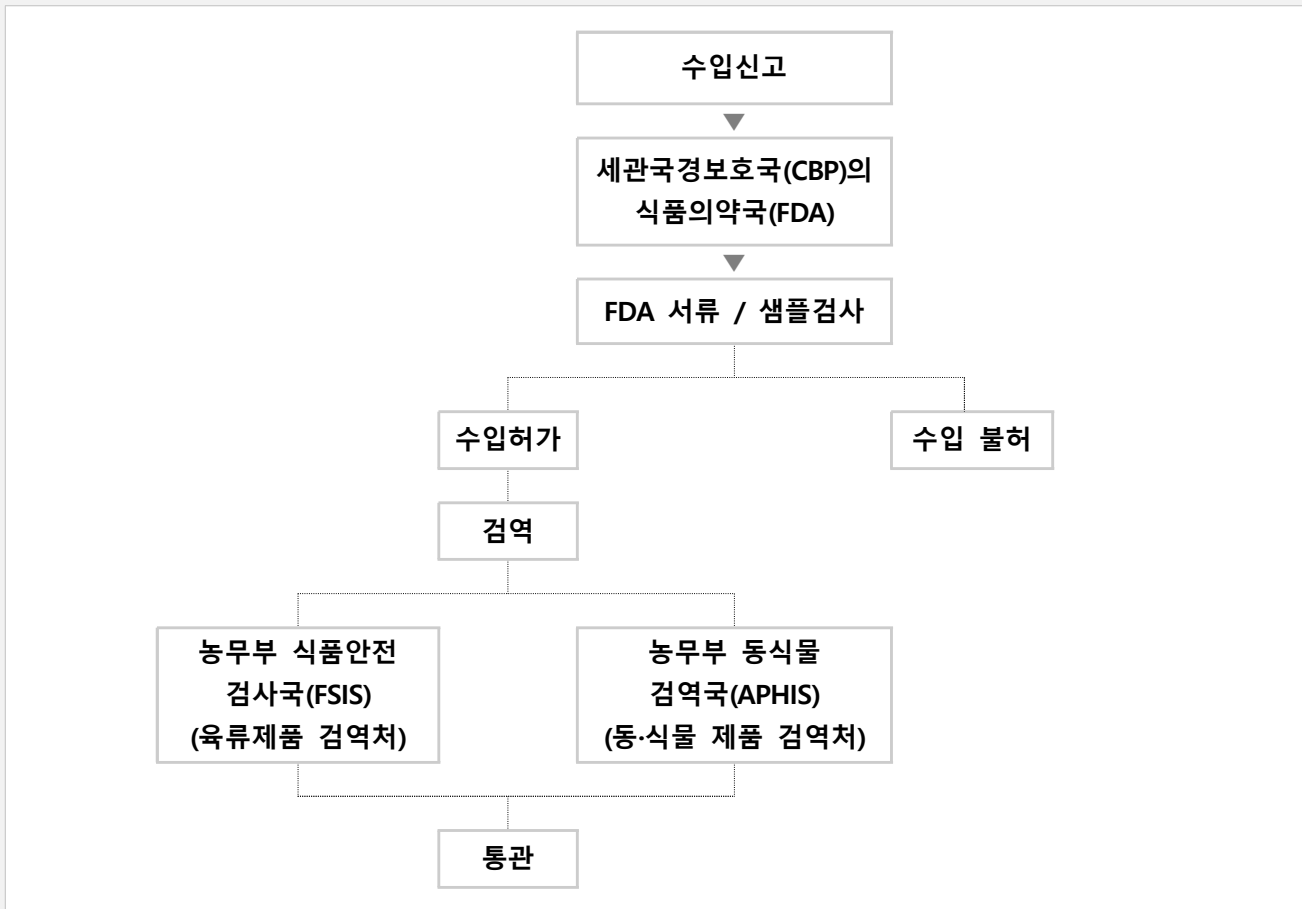 수입신고
세관국경보호국(CBP)의
식품의약국(FDA)
FDA 서류 / 샘플검사
수입허가
수입 불허
검역
농무부 식품안전
검사국(FSIS)
(육류제품 검역처)
농무부 동식물
검역국(APHIS)
(동·식물 제품 검역처)
통관